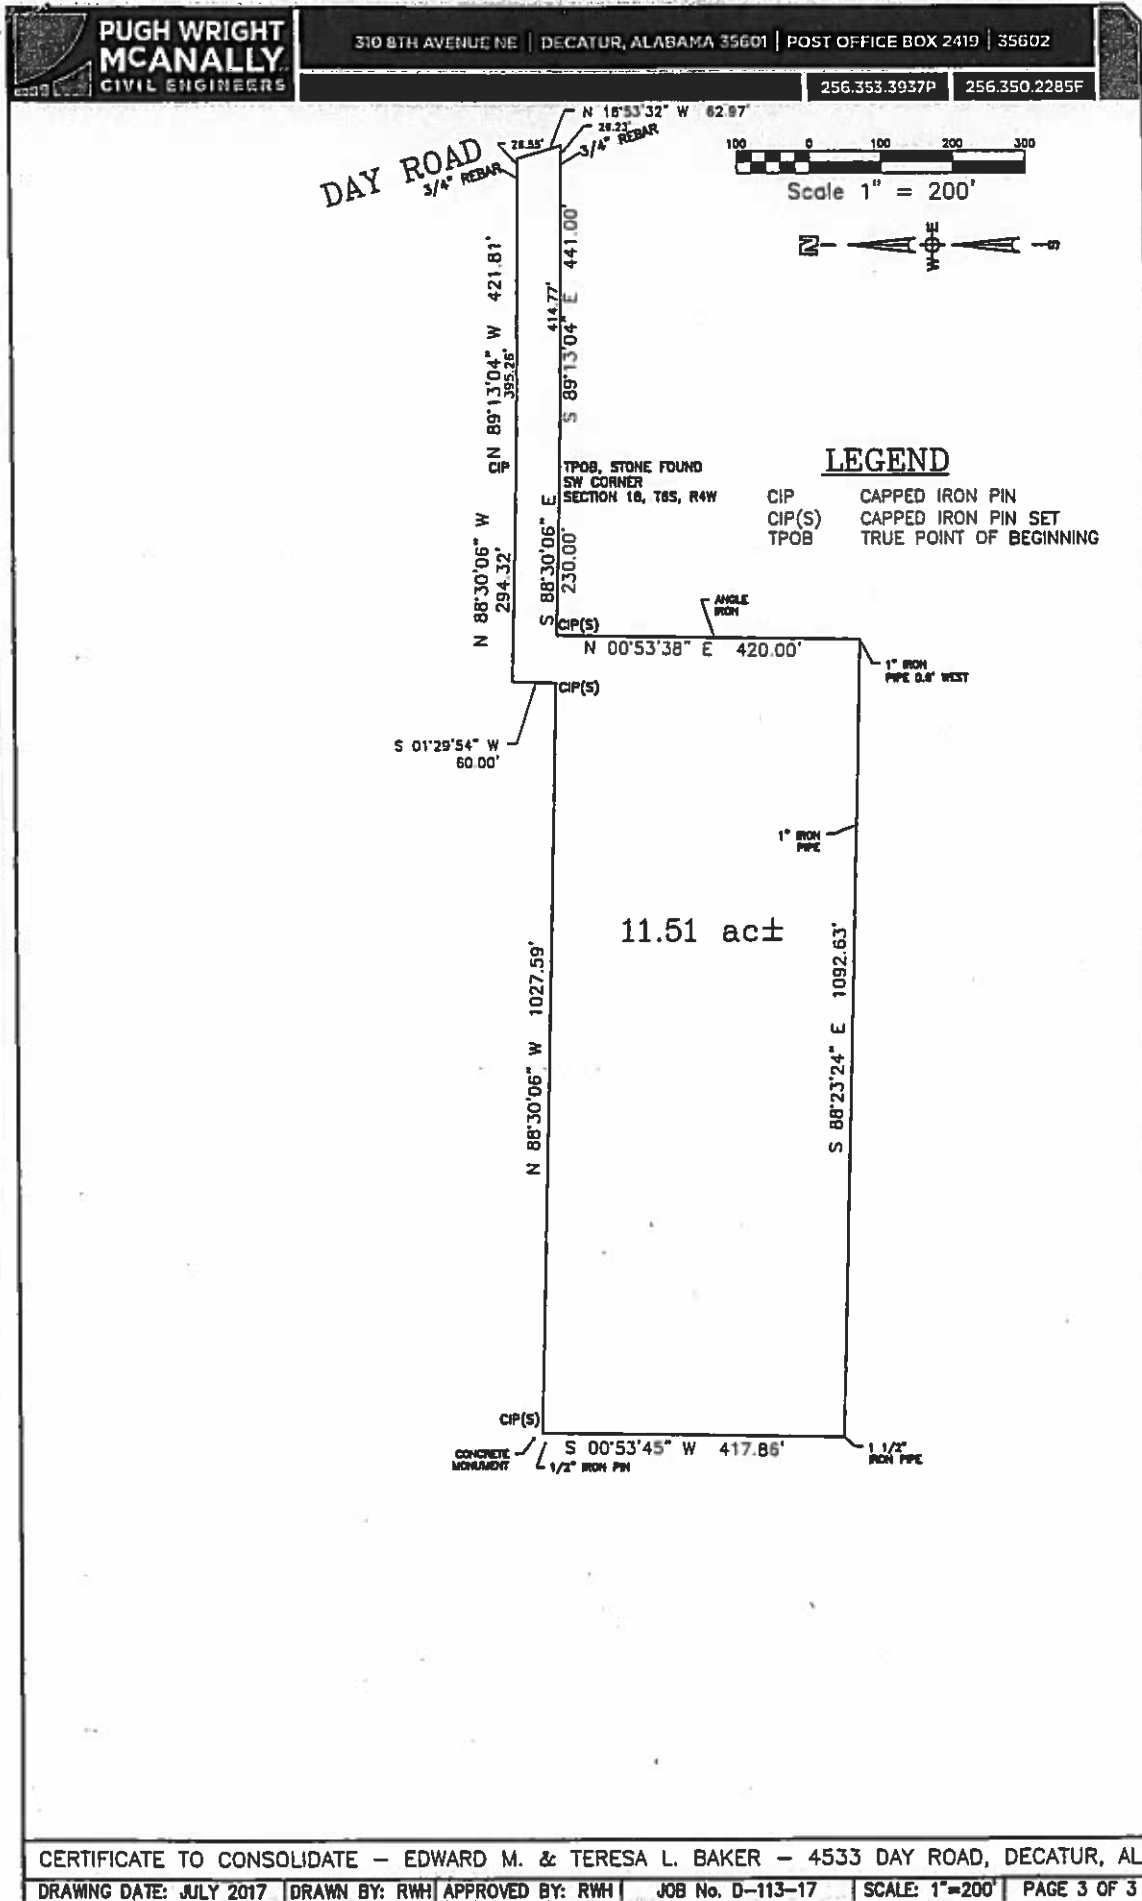 PUGH WRIGHT
MCANALLY
CIVIL ENGINEERS
310 8TH AVENUE NE | DECATUR, ALABAMA 35601 | POST OFFICE BOX 2419 | 35602
256.353.3937P | 256.350.2285F
N 18°53'32" W 62.97'
26.23'
3/4" REBAR
DAY ROAD
26.55'
3/4" REBAR
100 0 100 200 300
Scale 1" = 200'
N E W S
N 89°13'04" W 421.81'
395.26'
414.77'
S 89°13'04" E 441.00'
CIP
TPOB, STONE FOUND
SW CORNER
SECTION 18, T6S, R4W
LEGEND
CIP CAPPED IRON PIN
CIP(S) CAPPED IRON PIN SET
TPOB TRUE POINT OF BEGINNING
N 88°30'06" W
294.32'
S 88°30'06" E
230.00'
CIP(S)
ANGLE
IRON
N 00°53'38" E 420.00'
1" IRON
PIPE 0.8' WEST
CIP(S)
S 01°29'54" W
60.00'
1" IRON
PIPE
11.51 ac±
N 88°30'06" W 1027.59'
S 88°23'24" E 1092.63'
CIP(S)
CONCRETE
MONUMENT
1/2" IRON PIN
S 00°53'45" W 417.86'
1 1/2"
IRON PIPE
CERTIFICATE TO CONSOLIDATE – EDWARD M. & TERESA L. BAKER – 4533 DAY ROAD, DECATUR, AL
DRAWING DATE: JULY 2017 | DRAWN BY: RWH | APPROVED BY: RWH | JOB No. D–113–17 | SCALE: 1"=200' | PAGE 3 OF 3